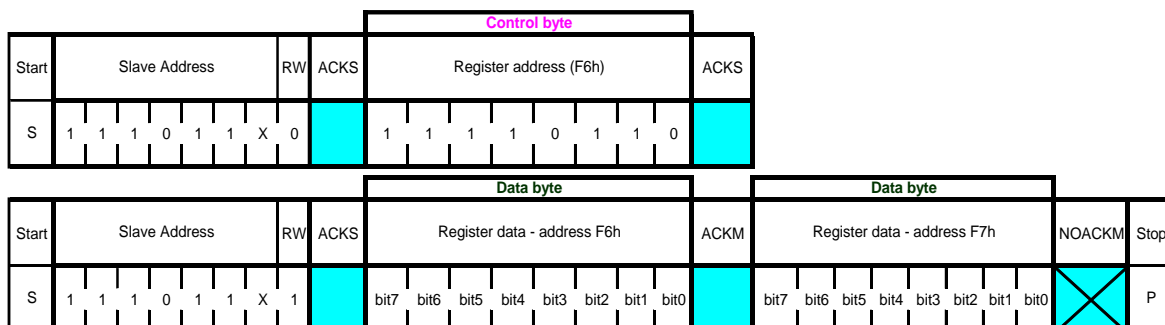 Control byte
Start Slave Address RW ACKS Register address (F6h) ACKS
S 1 1 1 0 1 1 X 0 1 1 1 1 0 1 1 0
Data byte Data byte
Start Slave Address RW ACKS Register data - address F6h ACKM Register data - address F7h NOACKM Stop
S 1 1 1 0 1 1 X 1 bit7 bit6 bit5 bit4 bit3 bit2 bit1 bit0 bit7 bit6 bit5 bit4 bit3 bit2 bit1 bit0 P